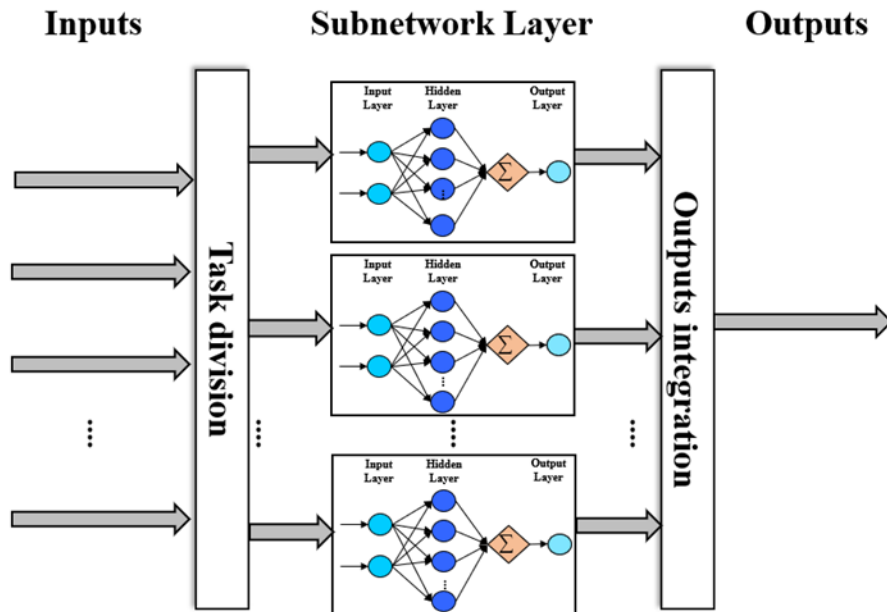 Inputs
Subnetwork Layer
Outputs
Task division
Input
Layer
Hidden
Layer
Output
Layer
Σ
Input
Layer
Hidden
Layer
Output
Layer
Σ
Input
Layer
Hidden
Layer
Output
Layer
Σ
Outputs integration